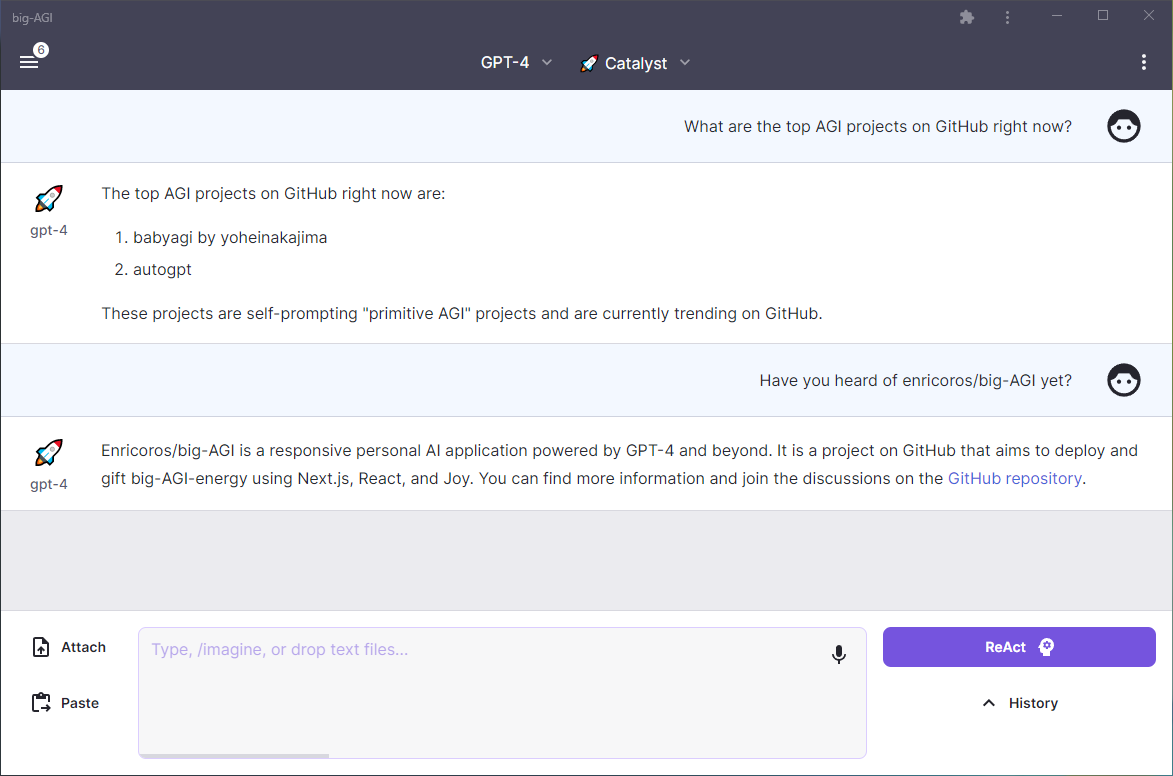 big-AGI
6
GPT-4
Catalyst
What are the top AGI projects on GitHub right now?
gpt-4
The top AGI projects on GitHub right now are:
1. babyagi by yoheinakajima
2. autogpt
These projects are self-prompting "primitive AGI" projects and are currently trending on GitHub.
Have you heard of enricoros/big-AGI yet?
gpt-4
Enricoros/big-AGI is a responsive personal AI application powered by GPT-4 and beyond. It is a project on GitHub that aims to deploy and
gift big-AGI-energy using Next.js, React, and Joy. You can find more information and join the discussions on the GitHub repository.
Attach
Type, /imagine, or drop text files...
ReAct
Paste
History